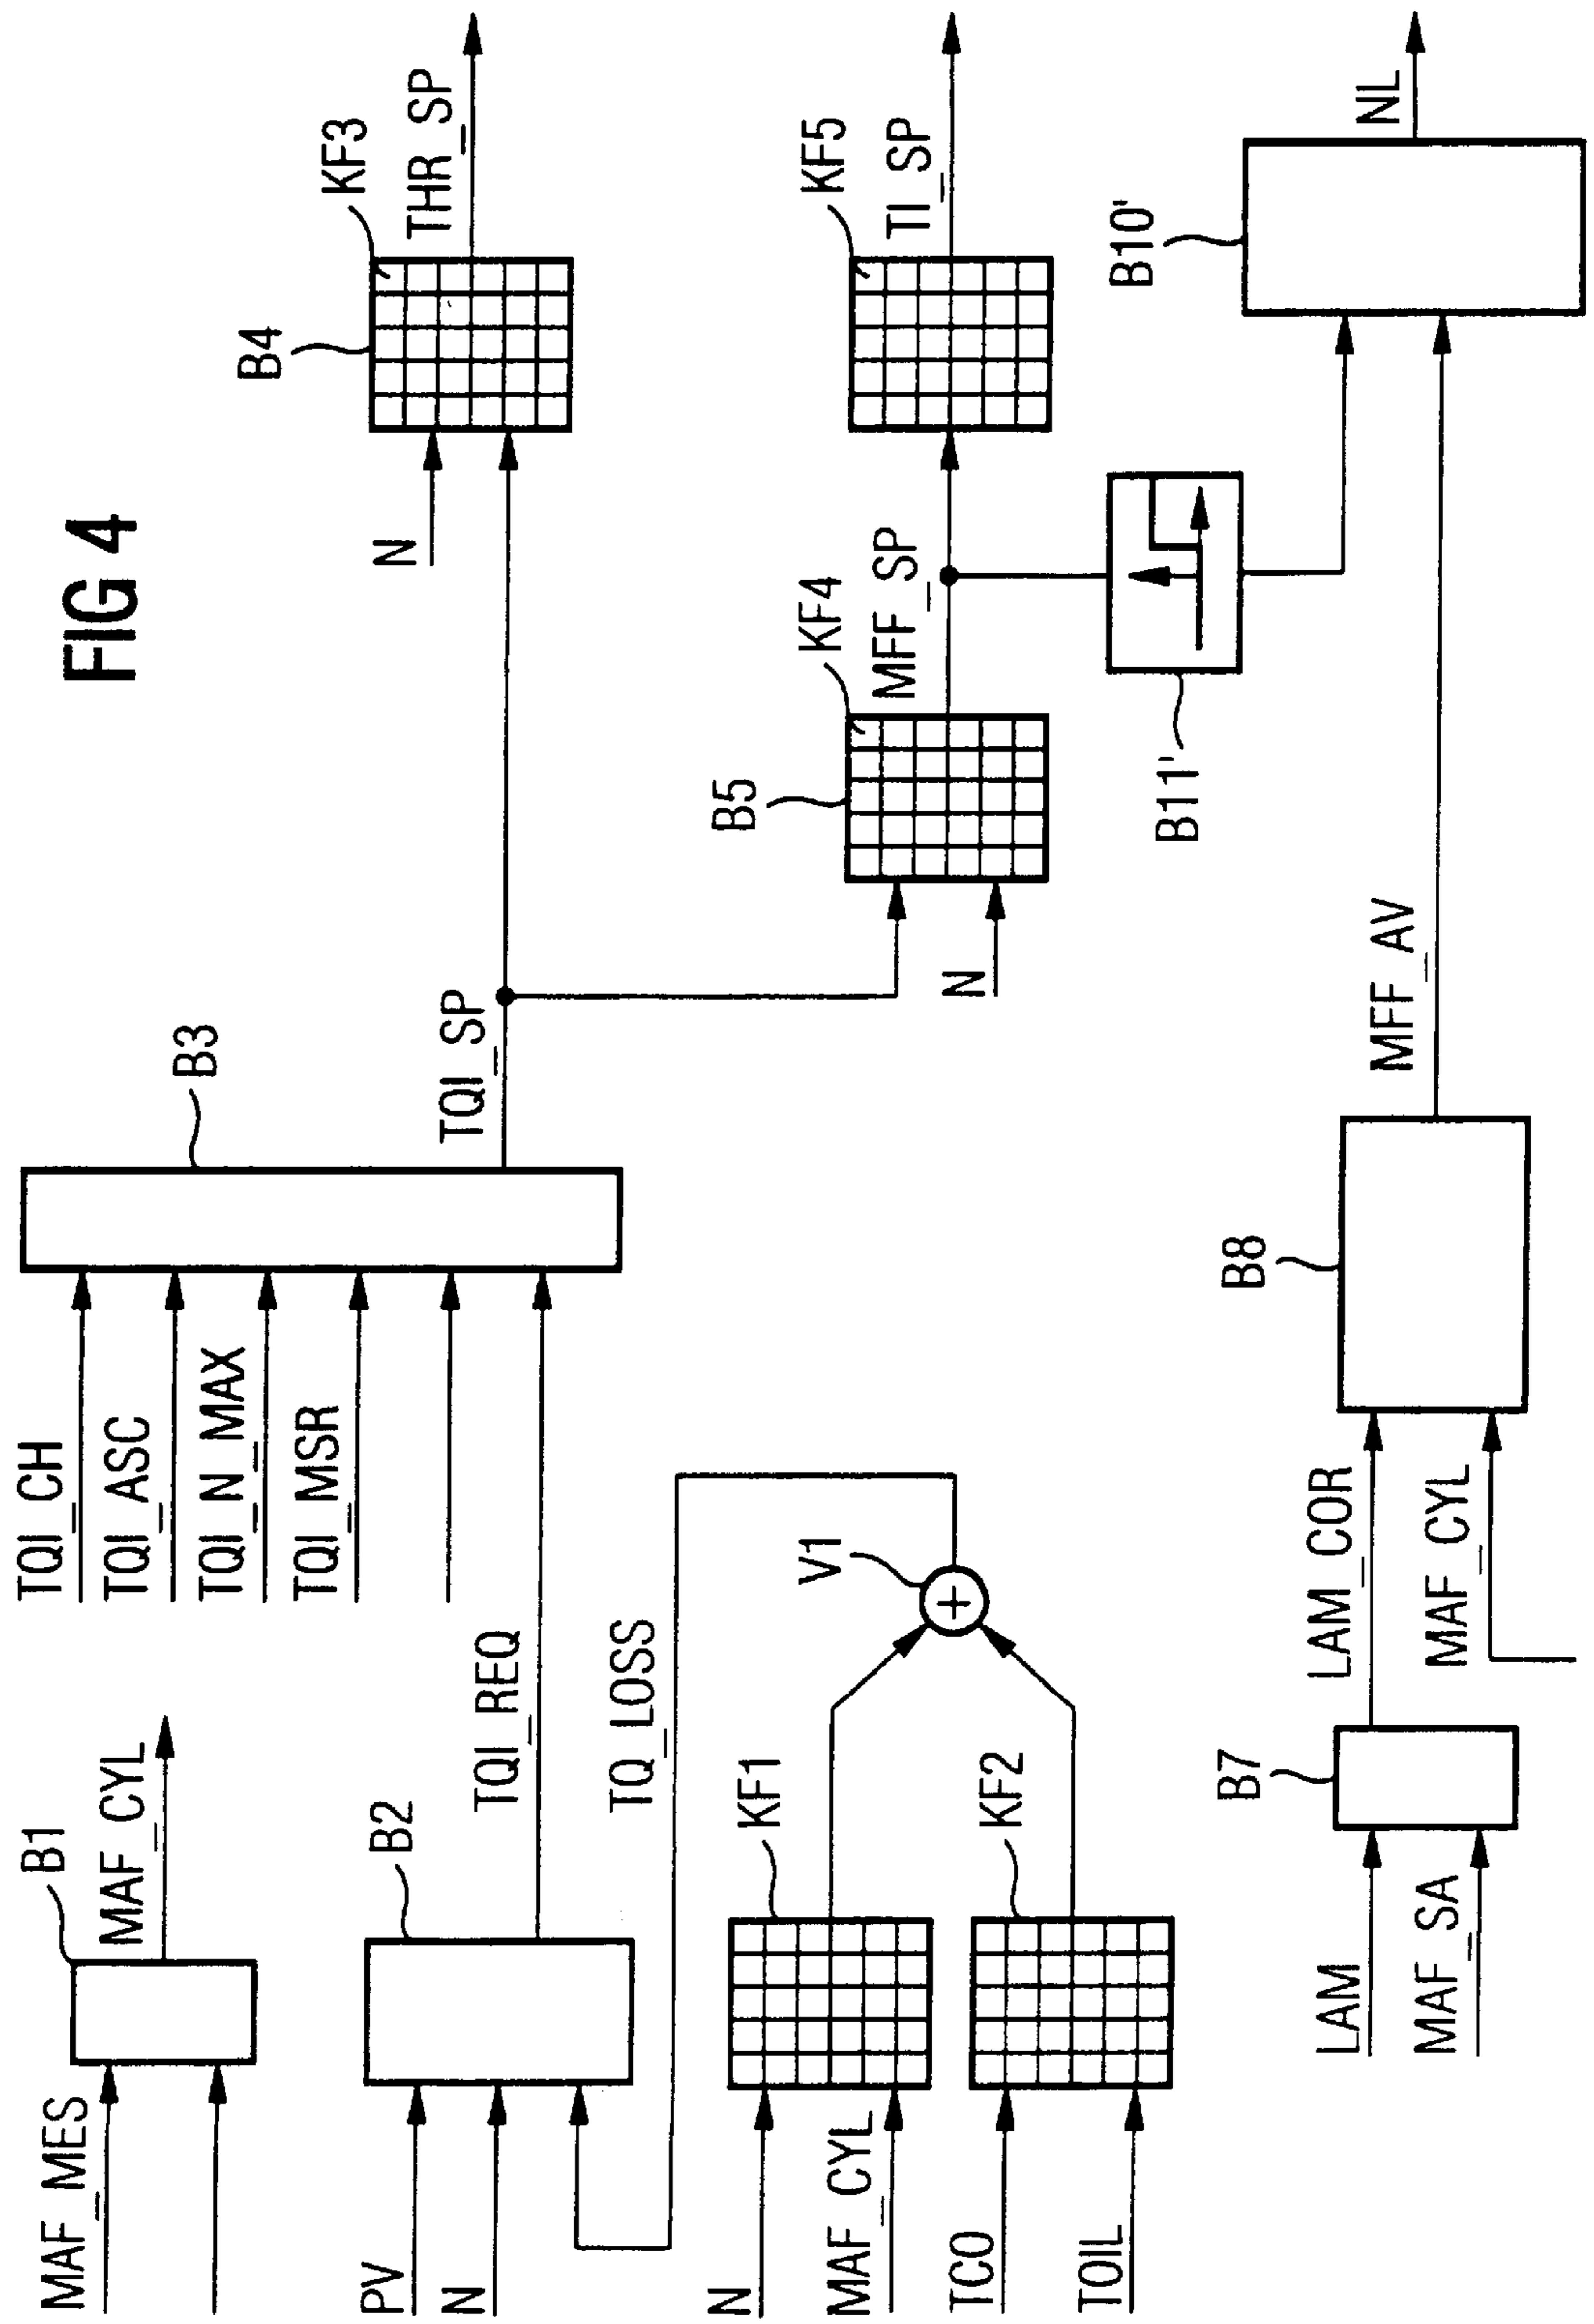 FIG 4
MAF_MES
B1
MAF_CYL
TQI_CH
TQI_ASC
TQI_N_MAX
TQI_MSR
B3
TQI_SP
N
B4
KF3
THR_SP
PV
N
B2
TQI_REQ
TQ_LOSS
N
B5
KF4
MFF_SP
KF5
TI_SP
N
MAF_CYL
KF1
V1
TCO
TOIL
KF2
B11'
B10'
NL
LAM
MAF_SA
B7
LAM_COR
MAF_CYL
B8
MFF_AV